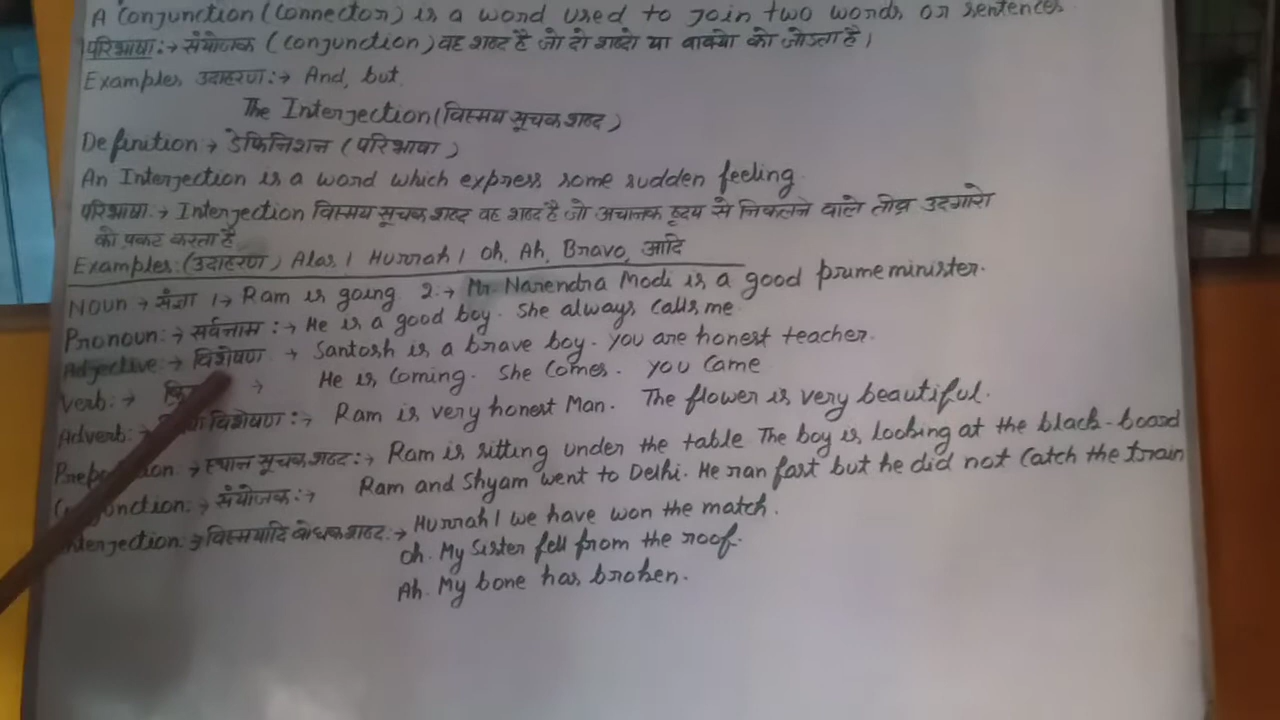 A Conjunction (Connector) is a word used to join two words or sentences
परिभाषा :→ संयोजक (Conjunction) वह शब्द है जो दो शब्दो या वाक्यो को जोडता है।
Examples उदाहरण :→ And, but.
The Interjection (विस्मय सूचक शब्द)
Definition → डेफिनिशन (परिभाषा)
An Interjection is a word which express some sudden feeling.
परिभाषा :→ Interjection विस्मय सूचक शब्द वह शब्द है जो अचानक हृदय से निकलने वाले तीव्र उदगारो
को प्रकट करता है
Examples: (उदाहरण) Alas! Hurrah! Oh, Ah, Bravo, आदि
Noun → संज्ञा 1→ Ram is going 2.→ Mr. Narendra Modi is a good prime minister.
Pronoun :→ सर्वनाम :→ He is a good boy. She always calls me.
Adjective :→ विशेषण → Santosh is a brave boy. you are honest teacher.
Verb :→ → He is coming. She comes. you came
Adverb :→ विशेषण :→ Ram is very honest Man. The flower is very beautiful.
→ स्थान सूचक शब्द :→ Ram is sitting under the table The boy is looking at the black-board
:→ संयोजक :→ Ram and Shyam went to Delhi. He ran fast but he did not catch the train
Interjection :→ विस्मयादि बोधक शब्द :→ Hurrah! we have won the match.
Oh. My sister fell from the roof.
Ah. My bone has broken.